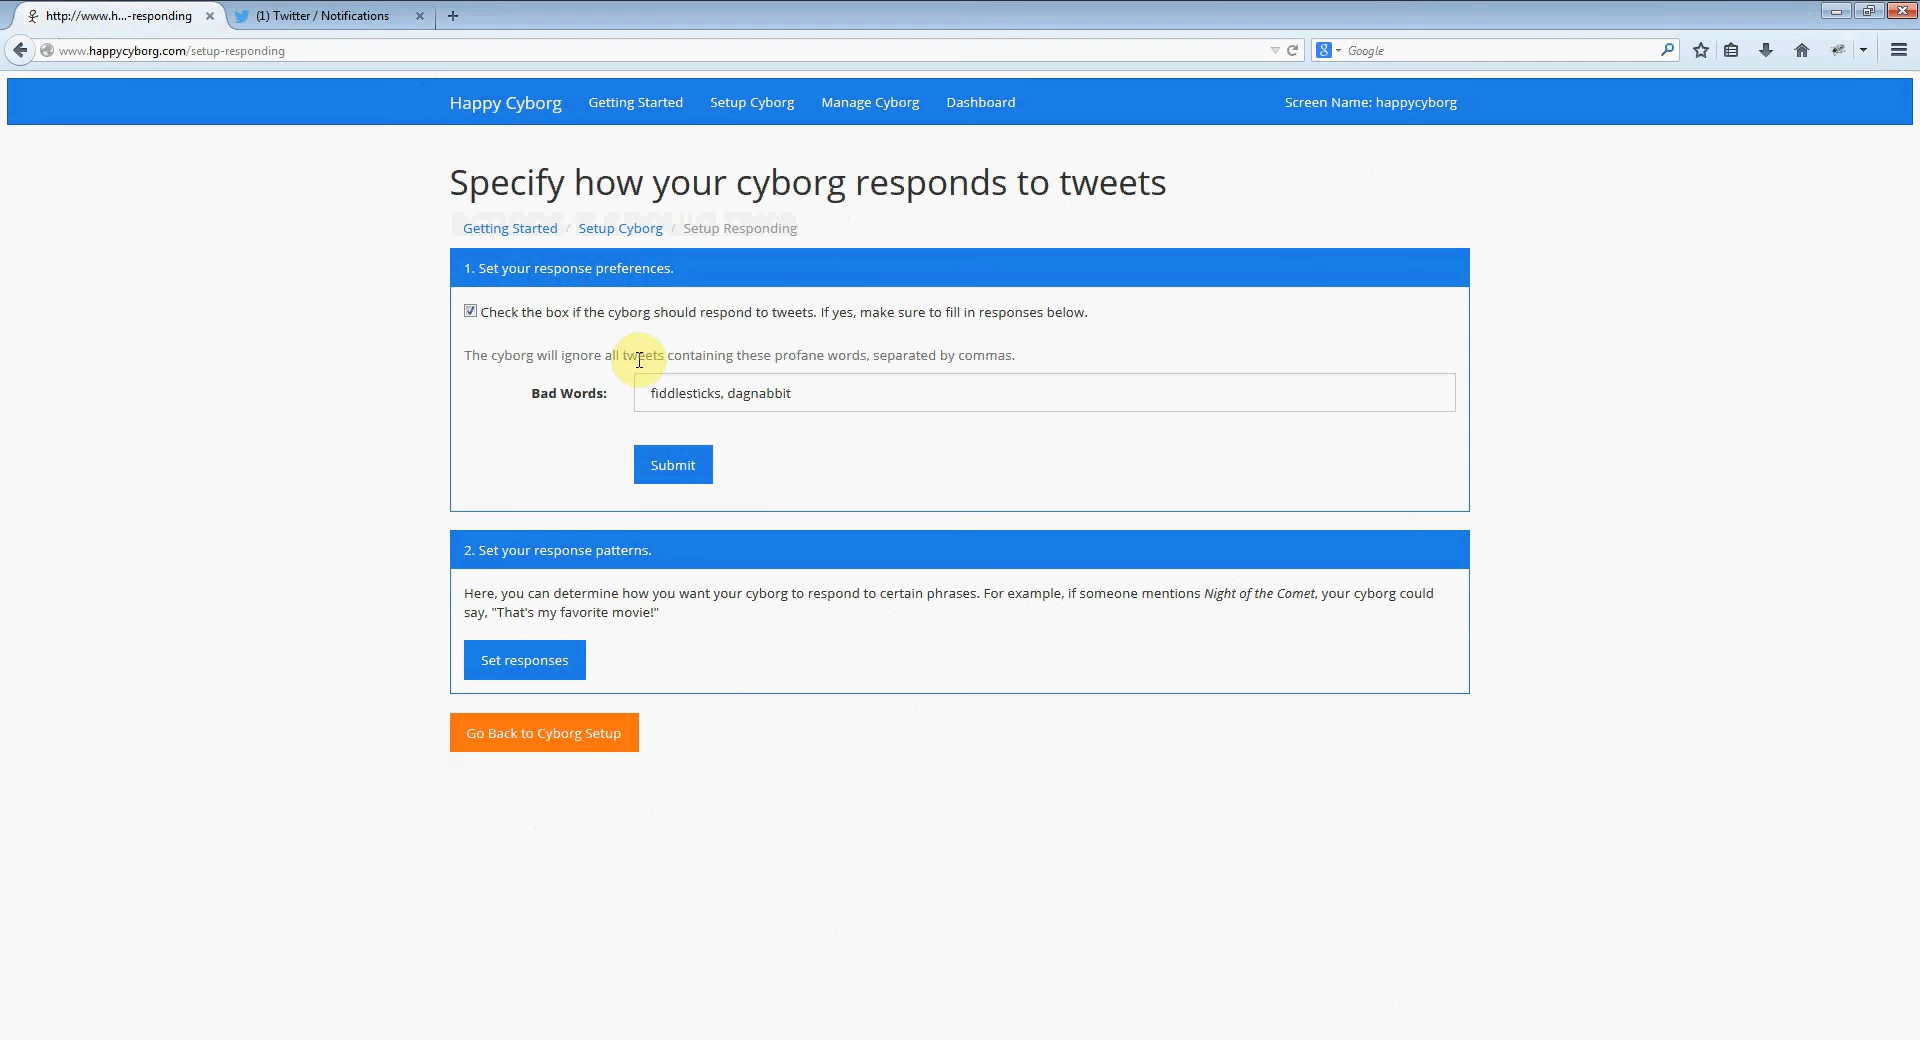 http://www.h...-responding
(1) Twitter / Notifications
www.happycyborg.com/setup-responding
Google
Happy Cyborg Getting Started Setup Cyborg Manage Cyborg Dashboard Screen Name: happycyborg
Specify how your cyborg responds to tweets
Getting Started / Setup Cyborg / Setup Responding
1. Set your response preferences.
Check the box if the cyborg should respond to tweets. If yes, make sure to fill in responses below.
The cyborg will ignore all tweets containing these profane words, separated by commas.
Bad Words: fiddlesticks, dagnabbit
Submit
2. Set your response patterns.
Here, you can determine how you want your cyborg to respond to certain phrases. For example, if someone mentions Night of the Comet, your cyborg could
say, "That's my favorite movie!"
Set responses
Go Back to Cyborg Setup